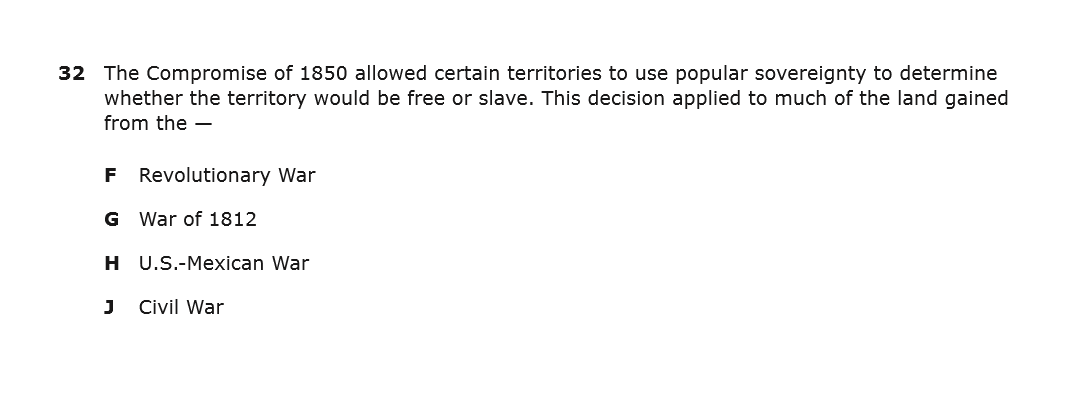 32 The Compromise of 1850 allowed certain territories to use popular sovereignty to determine
whether the territory would be free or slave. This decision applied to much of the land gained
from the —
F Revolutionary War
G War of 1812
H U.S.-Mexican War
J Civil War